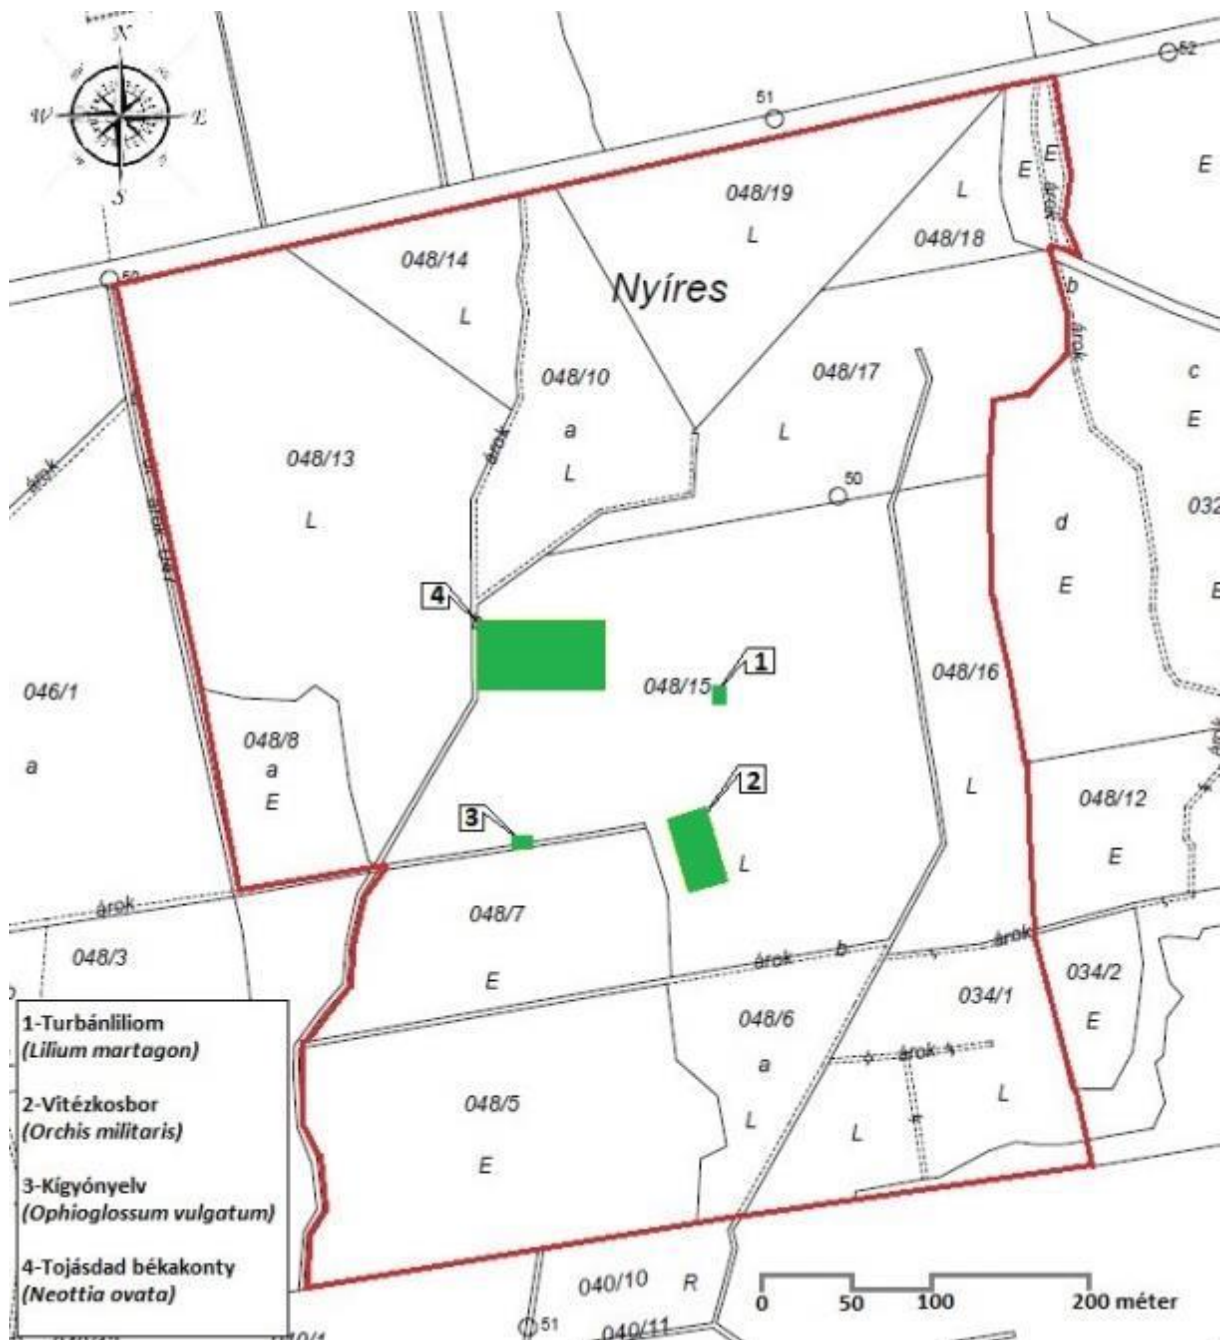 N
W E
S
52
51
50
E
E
E
048/19
L
L
048/18
048/14
L
Nyíres
árok
b
árok
c
E
048/17
L
048/10
a
L
árok
048/13
L
árok
árok
50
d
E
032
E
4
1
048/15
048/16
L
046/1
a
048/8
a
E
3
2
L
048/12
E
árok
árok
048/7
E
048/3
árok
b
árok
034/2
E
034/1
048/6
a
L
árok
L
L
048/5
E
1-Turbánliliom
(Lilium martagon)
2-Vitézkosbor
(Orchis militaris)
3-Kígyónyelv
(Ophioglossum vulgatum)
4-Tojásdad békakonty
(Neottia ovata)
040/10
R
51
040/11
0 50 100 200 méter